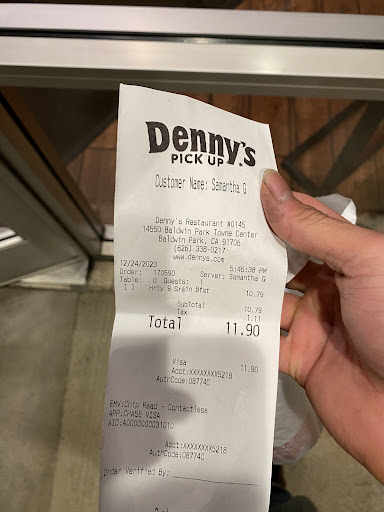 Denny's
PICK UP
Customer Name: Samantha G
Denny's Restaurant #0145
14550 Baldwin Park Towne Center
Baldwin Park, CA 91706
(626) 338-0217
www.dennys.com
12/24/2023 5:46:38 PM
Order: 170590 Server: Samantha G
Table: 0 Guests: 1
[ ] Hrty 9 Grain Bfst 10.79
SubTotal 10.79
Tax 1.11
Total 11.90
Visa 11.90
Acct:XXXXXXXX5218
AuthCode:08774C
EMV:Chip Read - Contactless
APP:CHASE VISA
AID:A0000000031010
Acct:XXXXXXXX5218
AuthCode:08774C
Order Verified By: